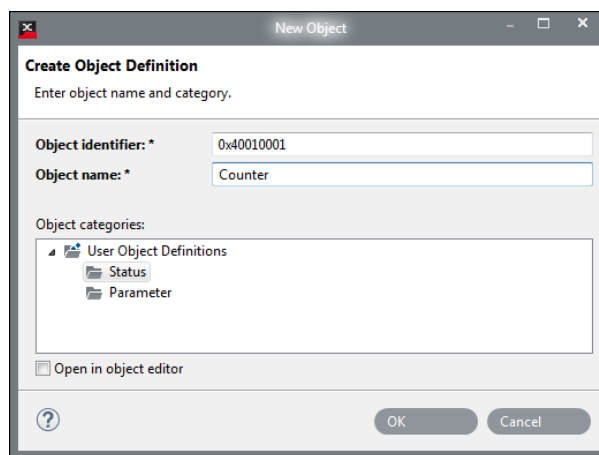 New Object
Create Object Definition
Enter object name and category.
Object identifier: * 0x40010001
Object name: * Counter
Object categories:
User Object Definitions
Status
Parameter
Open in object editor
? OK Cancel